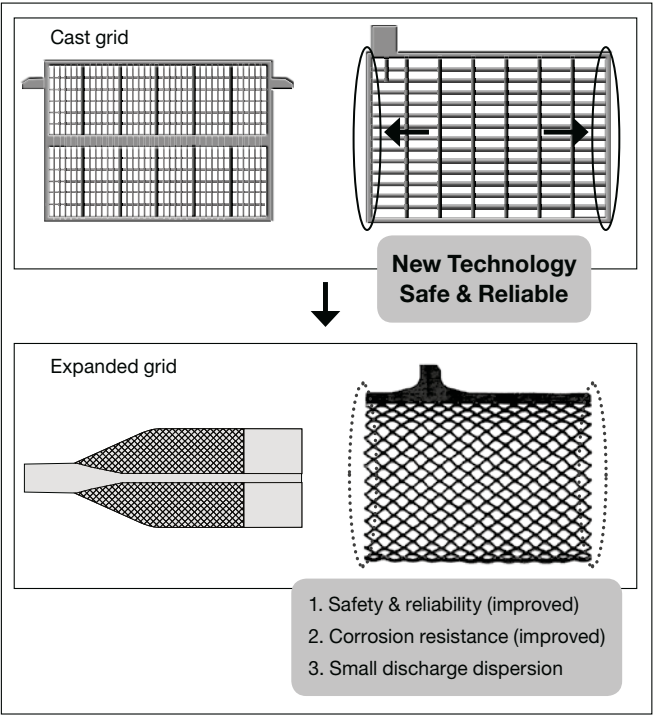 Cast grid
New Technology
Safe & Reliable
Expanded grid
1. Safety & reliability (improved)
2. Corrosion resistance (improved)
3. Small discharge dispersion